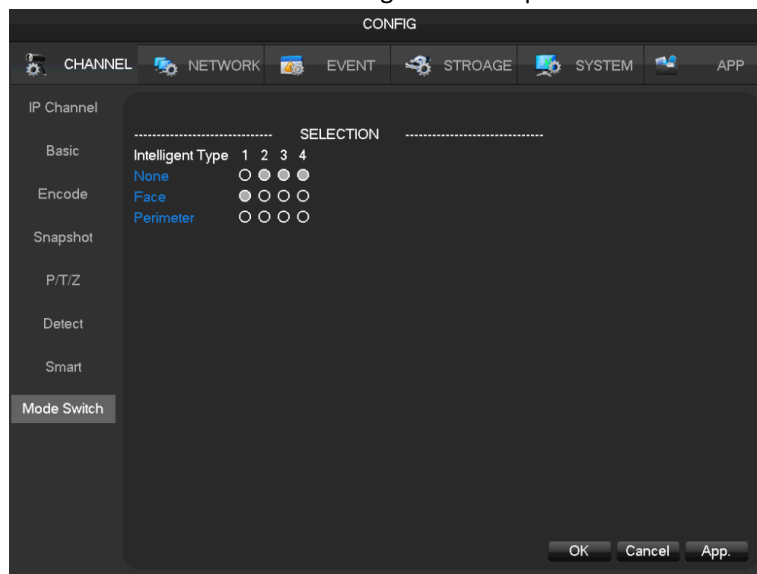 CONFIG
CHANNEL NETWORK EVENT STROAGE SYSTEM APP
IP Channel
Basic
Encode
Snapshot
P/T/Z
Detect
Smart
Mode Switch
------------------------------ SELECTION ------------------------------
Intelligent Type 1 2 3 4
None
Face
Perimeter
OK Cancel App.